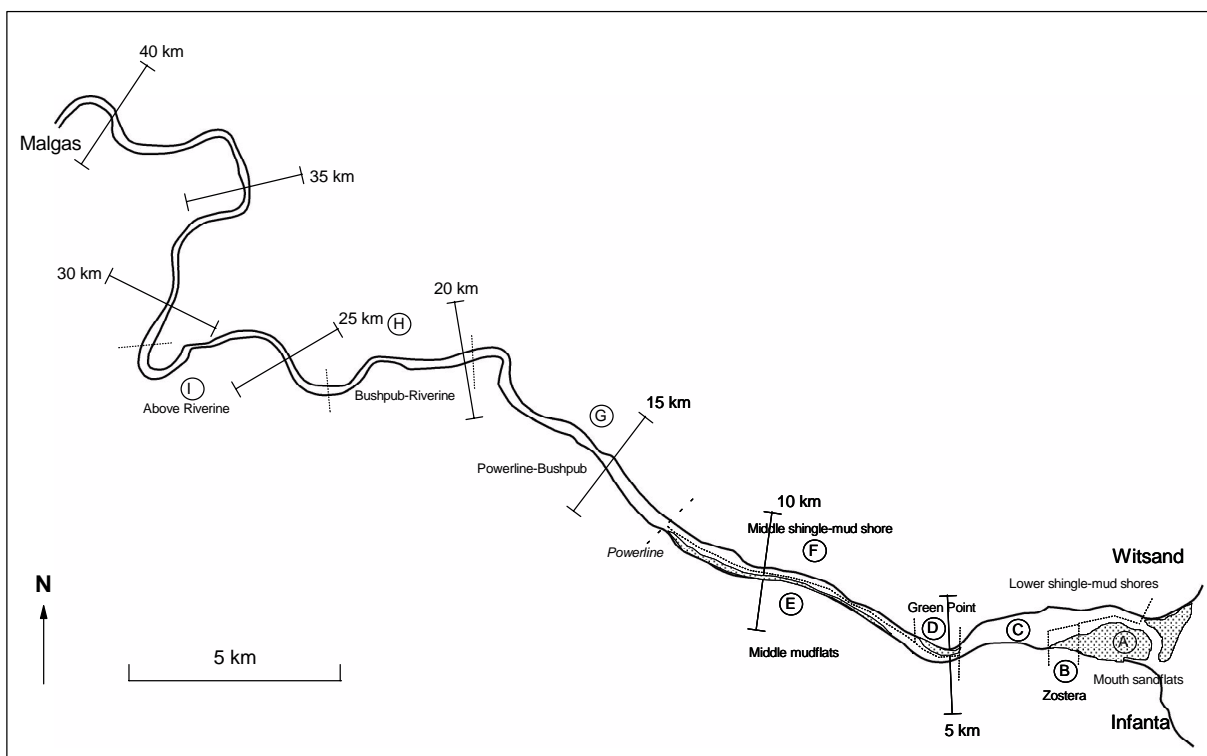 40 km
Malgas
35 km
30 km
20 km
25 km
H
I
Above Riverine
Bushpub-Riverine
G
15 km
Powerline-Bushpub
10 km
Middle shingle-mud shore
Powerline
F
Witsand
N
Lower shingle-mud shores
E
Green Point
D
C
A
5 km
Middle mudflats
B
Mouth sandflats
Zostera
Infanta
5 km